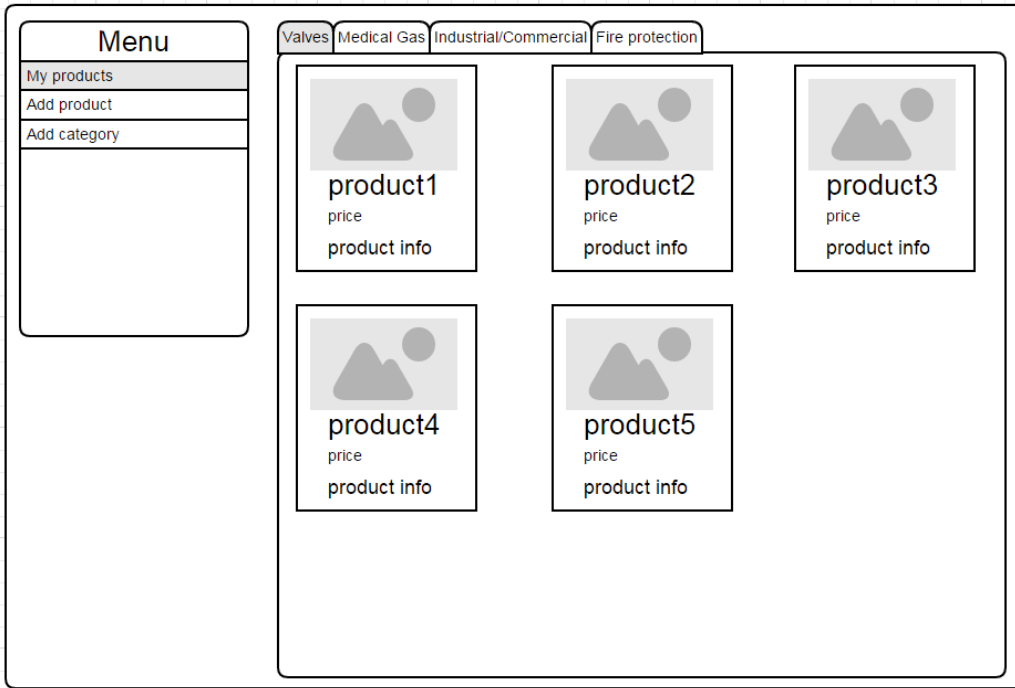 Menu
My products
Add product
Add category
Valves Medical Gas Industrial/Commercial Fire protection
product1
price
product info
product2
price
product info
product3
price
product info
product4
price
product info
product5
price
product info